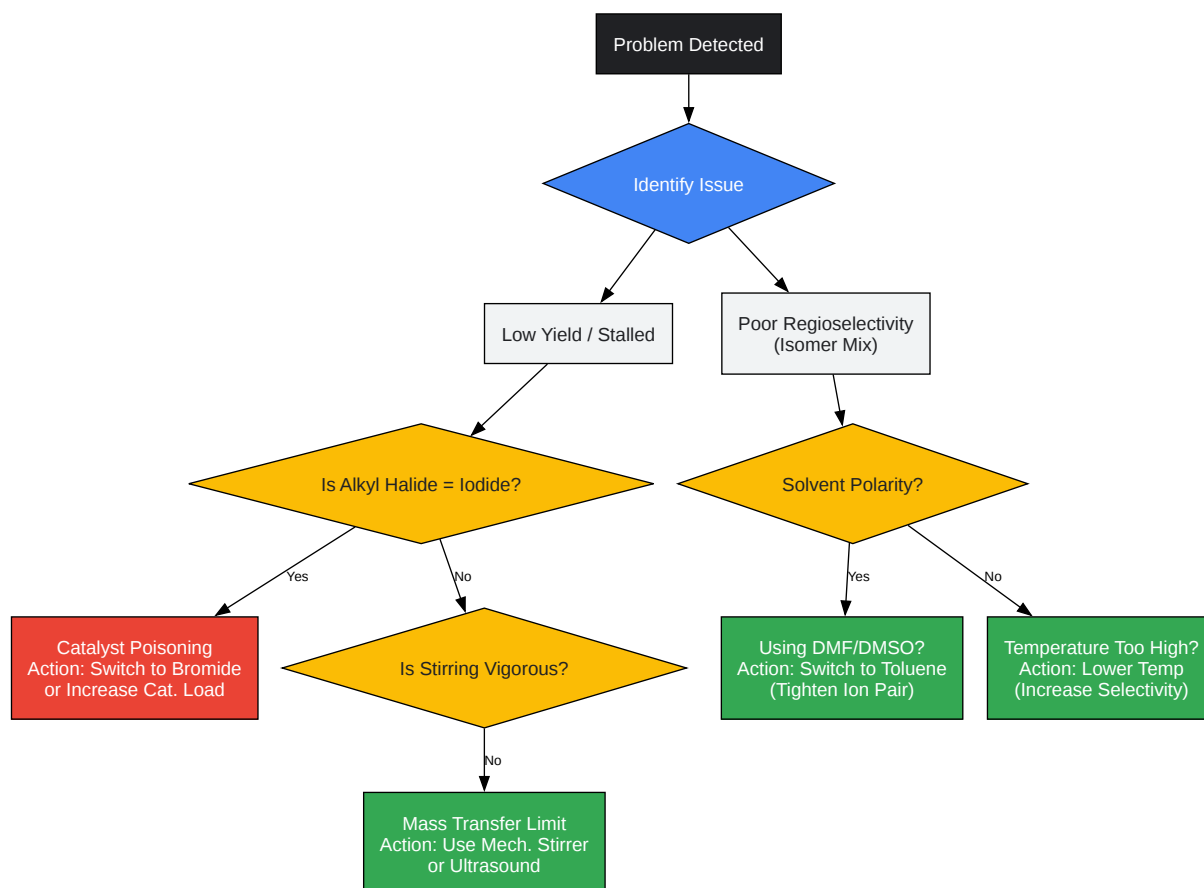 Problem Detected
Identify Issue
Low Yield / Stalled
Poor Regioselectivity
(Isomer Mix)
Is Alkyl Halide = Iodide?
Solvent Polarity?
Yes
No
Yes
No
Catalyst Poisoning
Action: Switch to Bromide
or Increase Cat. Load
Is Stirring Vigorous?
Using DMF/DMSO?
Action: Switch to Toluene
(Tighten Ion Pair)
Temperature Too High?
Action: Lower Temp
(Increase Selectivity)
No
Mass Transfer Limit
Action: Use Mech. Stirrer
or Ultrasound